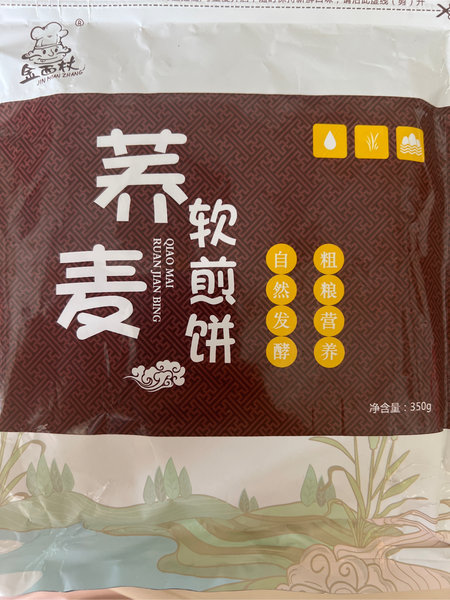 ®
金面杖
JIN MIAN ZHANG
荞麦
QIAO MAI
RUAN JIAN BING
软煎饼
粗粮营养
自然发酵
净含量：350g